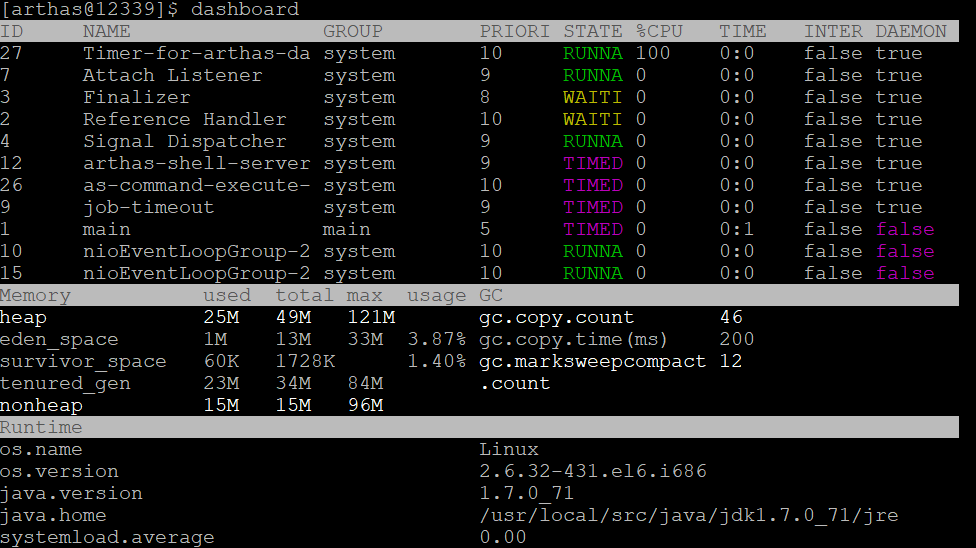 [arthas@12339]$ dashboard
ID NAME GROUP PRIORI STATE %CPU TIME INTER DAEMON
27 Timer-for-arthas-da system 10 RUNNA 100 0:0 false true
7 Attach Listener system 9 RUNNA 0 0:0 false true
3 Finalizer system 8 WAITI 0 0:0 false true
2 Reference Handler system 10 WAITI 0 0:0 false true
4 Signal Dispatcher system 9 RUNNA 0 0:0 false true
12 arthas-shell-server system 9 TIMED 0 0:0 false true
26 as-command-execute- system 10 TIMED 0 0:0 false true
9 job-timeout system 9 TIMED 0 0:0 false true
1 main main 5 TIMED 0 0:1 false false
10 nioEventLoopGroup-2 system 10 RUNNA 0 0:0 false false
15 nioEventLoopGroup-2 system 10 RUNNA 0 0:0 false false
Memory used total max usage GC
heap 25M 49M 121M gc.copy.count 46
eden_space 1M 13M 33M 3.87% gc.copy.time(ms) 200
survivor_space 60K 1728K 1.40% gc.marksweepcompact 12
tenured_gen 23M 34M 84M .count
nonheap 15M 15M 96M
Runtime
os.name Linux
os.version 2.6.32-431.el6.i686
java.version 1.7.0_71
java.home /usr/local/src/java/jdk1.7.0_71/jre
systemload.average 0.00